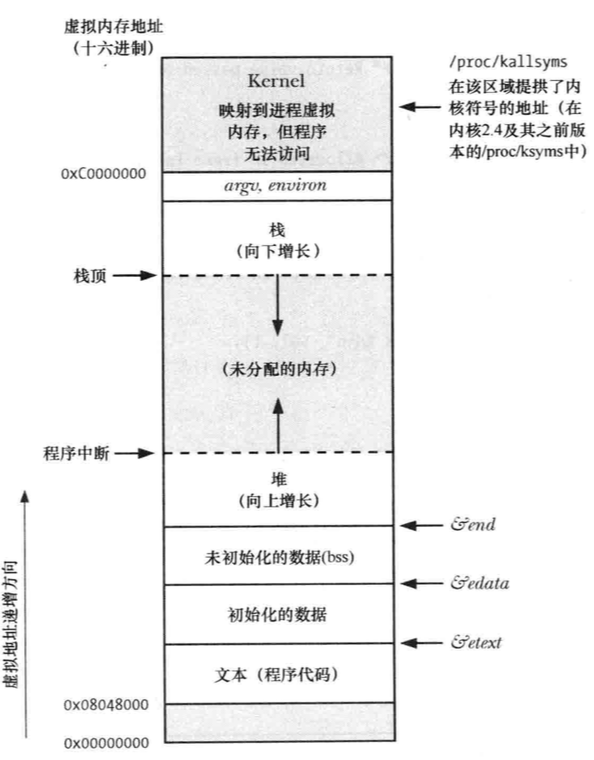 虚拟内存地址
（十六进制）
/proc/kallsyms
在该区域提拱了内
核符号的地址（在
内核2.4及其之前版
本的/proc/ksyms中）
Kernel
映射到进程虚拟
内存，但程序
无法访问
0xC0000000
argv, environ
栈
（向下增长）
栈顶
（未分配的内存）
程序中断
堆
（向上增长）
&end
未初始化的数据(bss)
&edata
初始化的数据
&etext
文本（程序代码）
0x08048000
0x00000000
虚拟地址递增方向